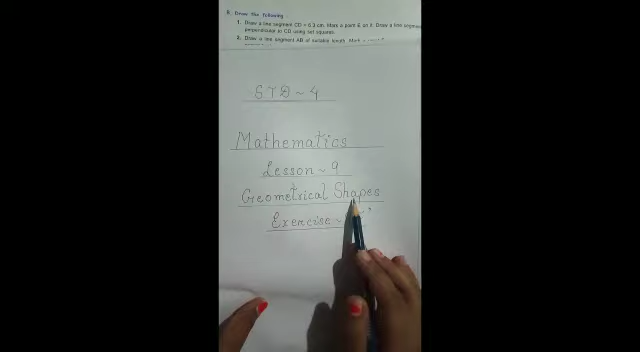 B. Draw the following :
1. Draw a line segment CD = 6.3 cm. Mark a point E on it. Draw a line segment
perpendicular to CD using set squares.
2. Draw a line segment AB of suitable length. Mark a point
STD ~ 4
Mathematics
Lesson ~ 9
Geometrical Shapes
Exercise ~